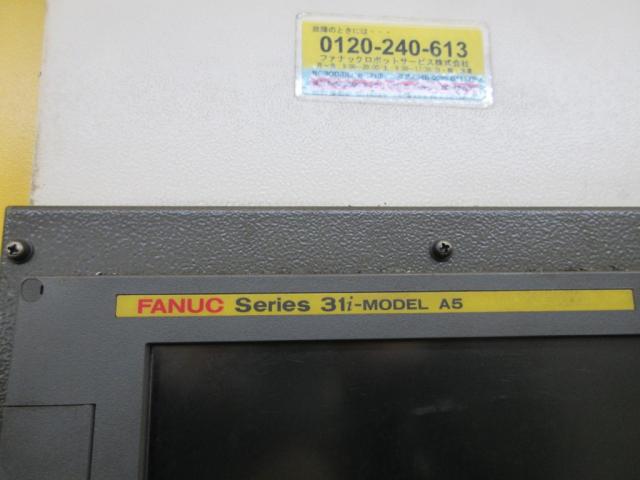 故障のときには・・・
0120-240-613
ファナックロボットサービス株式会社
FANUC Series 31i-MODEL A5